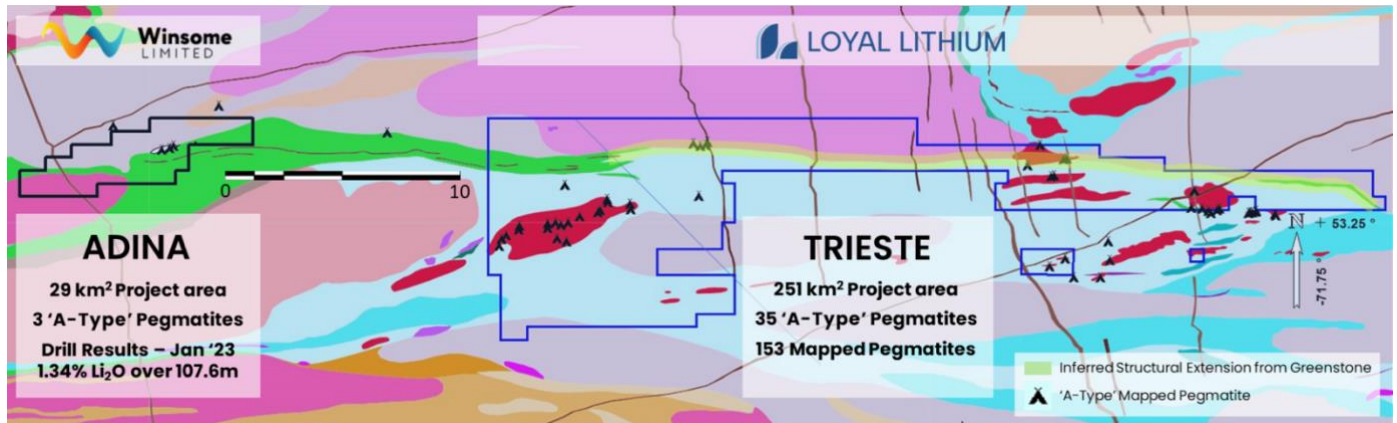 Winsome
LIMITED
LOYAL LITHIUM
0
10
ADINA
29 km² Project area
3 ‘A-Type’ Pegmatites
Drill Results – Jan ‘23
1.34% Li₂O over 107.6m
TRIESTE
251 km² Project area
35 ‘A-Type’ Pegmatites
153 Mapped Pegmatites
N + 53.25 °
-71.75 °
Inferred Structural Extension from Greenstone
‘A-Type’ Mapped Pegmatite